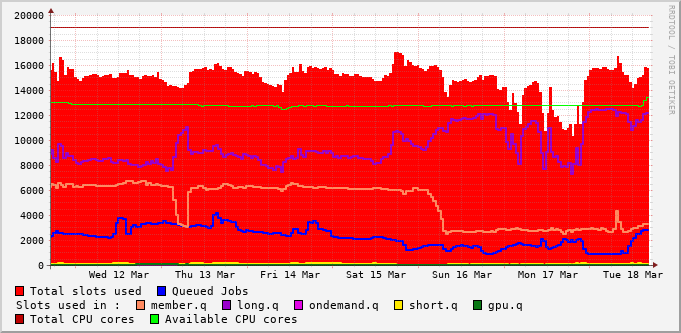 RRDTOOL / TOBI OETIKER
20000
18000
16000
14000
12000
10000
8000
6000
4000
2000
0
Wed 12 Mar Thu 13 Mar Fri 14 Mar Sat 15 Mar Sun 16 Mar Mon 17 Mar Tue 18 Mar
Total slots used Queued Jobs
Slots used in : member.q long.q ondemand.q short.q gpu.q
Total CPU cores Available CPU cores